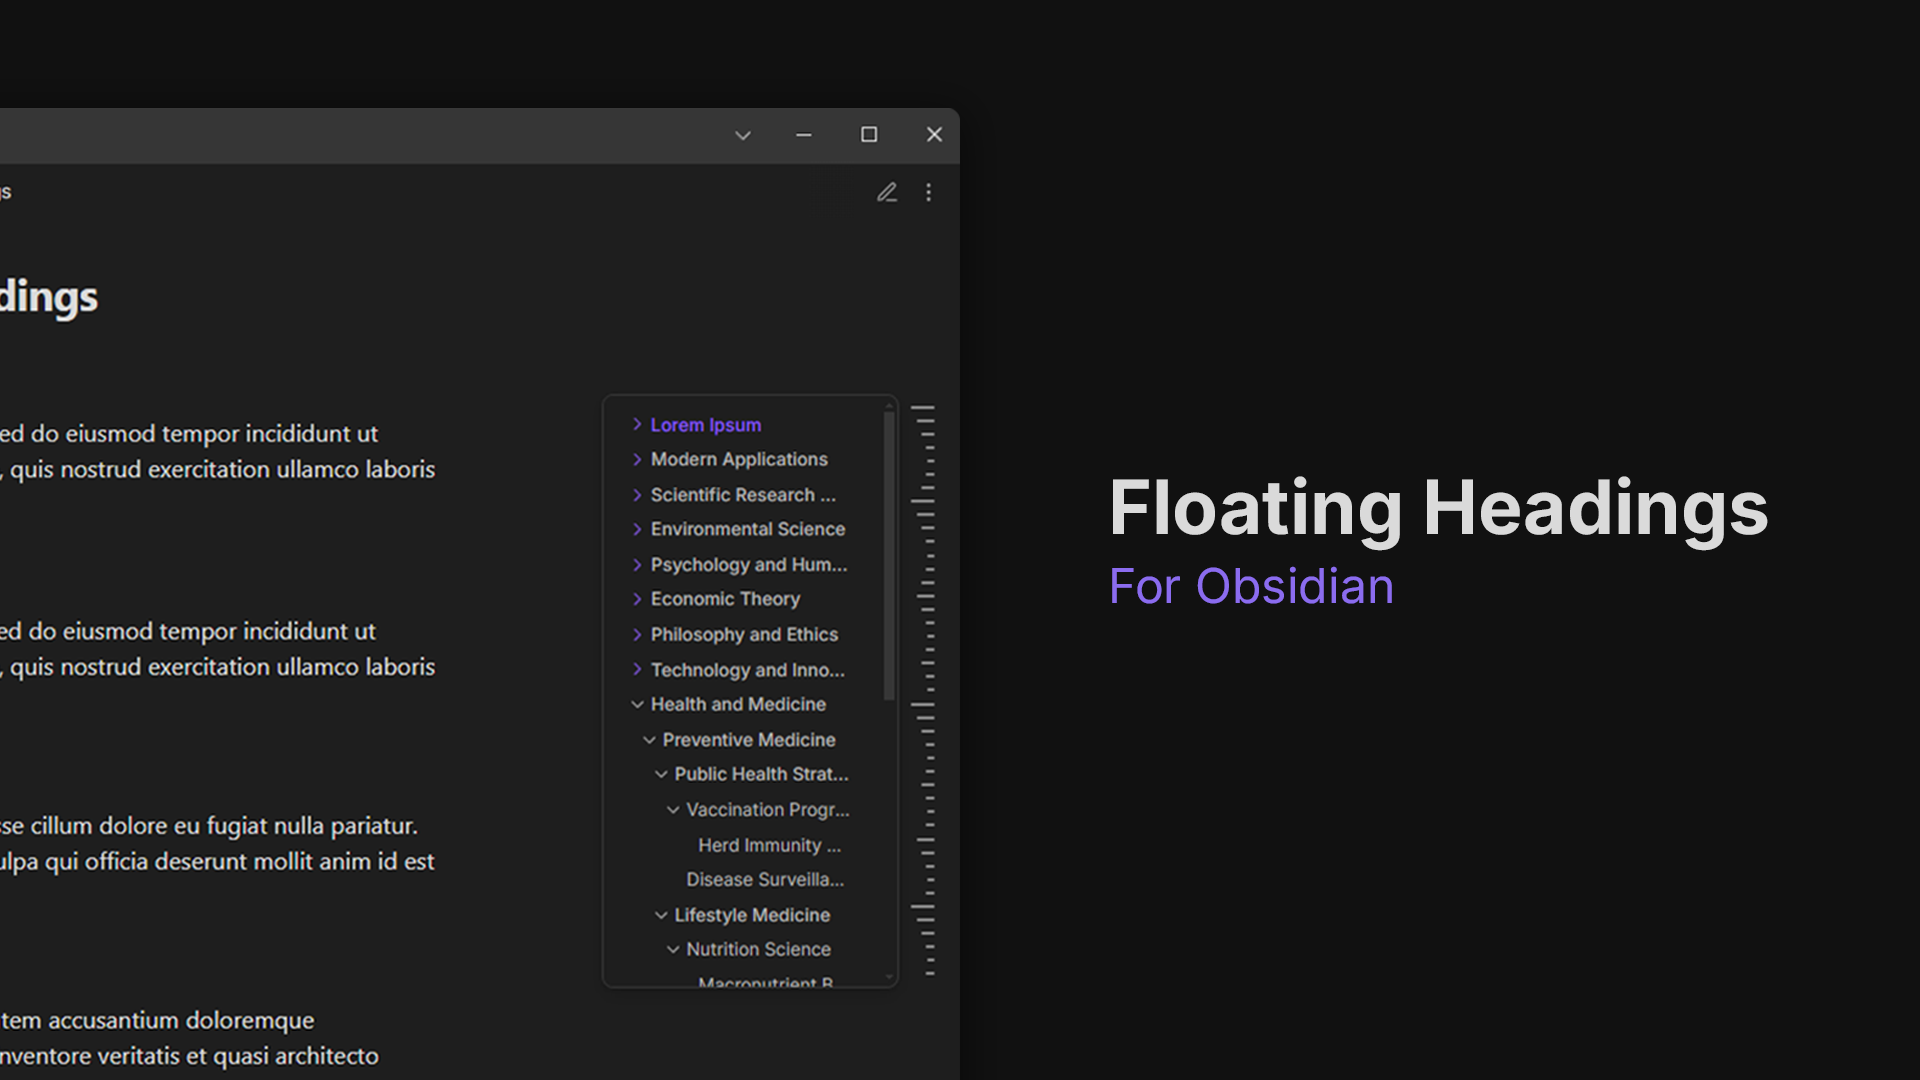 gs
dings
ed do eiusmod tempor incididunt ut
, quis nostrud exercitation ullamco laboris
ed do eiusmod tempor incididunt ut
, quis nostrud exercitation ullamco laboris
sse cillum dolore eu fugiat nulla pariatur.
ulpa qui officia deserunt mollit anim id est
tem accusantium doloremque
nventore veritatis et quasi architecto
Lorem Ipsum
Modern Applications
Scientific Research ...
Environmental Science
Psychology and Hum...
Economic Theory
Philosophy and Ethics
Technology and Inno...
Health and Medicine
Preventive Medicine
Public Health Strat...
Vaccination Progr...
Herd Immunity ...
Disease Surveilla...
Lifestyle Medicine
Nutrition Science
Macronutrient B
Floating Headings
For Obsidian